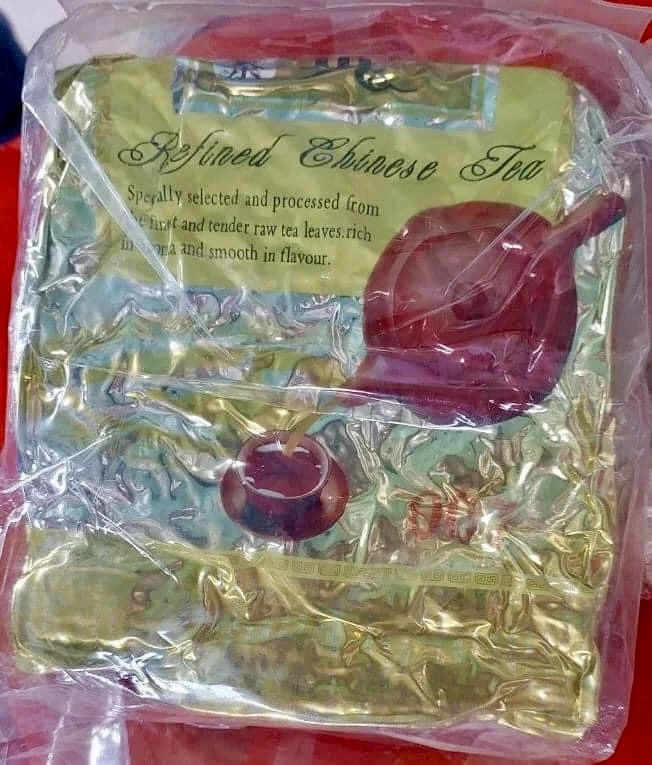 Refined Chinese Tea
Specially selected and processed from
the finest and tender raw tea leaves.rich
in aroma and smooth in flavour.